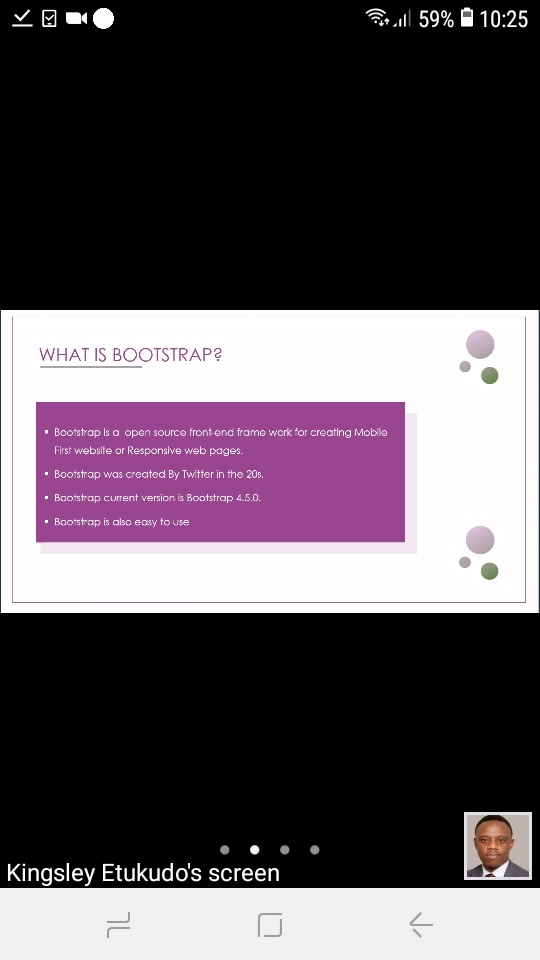 59% 10:25
WHAT IS BOOTSTRAP?
Bootstrap is a open source front-end frame work for creating Mobile
First website or Responsive web pages.
Bootstrap was created By Twitter in the 20s.
Bootstrap current version is Bootstrap 4.5.0.
Bootstrap is also easy to use
Kingsley Etukudo's screen